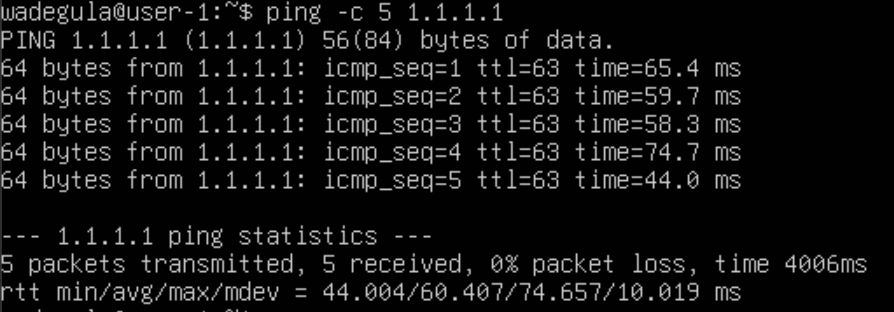 wadegula@user-1:~$ ping -c 5 1.1.1.1
PING 1.1.1.1 (1.1.1.1) 56(84) bytes of data.
64 bytes from 1.1.1.1: icmp_seq=1 ttl=63 time=65.4 ms
64 bytes from 1.1.1.1: icmp_seq=2 ttl=63 time=59.7 ms
64 bytes from 1.1.1.1: icmp_seq=3 ttl=63 time=58.3 ms
64 bytes from 1.1.1.1: icmp_seq=4 ttl=63 time=74.7 ms
64 bytes from 1.1.1.1: icmp_seq=5 ttl=63 time=44.0 ms
--- 1.1.1.1 ping statistics ---
5 packets transmitted, 5 received, 0% packet loss, time 4006ms
rtt min/avg/max/mdev = 44.004/60.407/74.657/10.019 ms